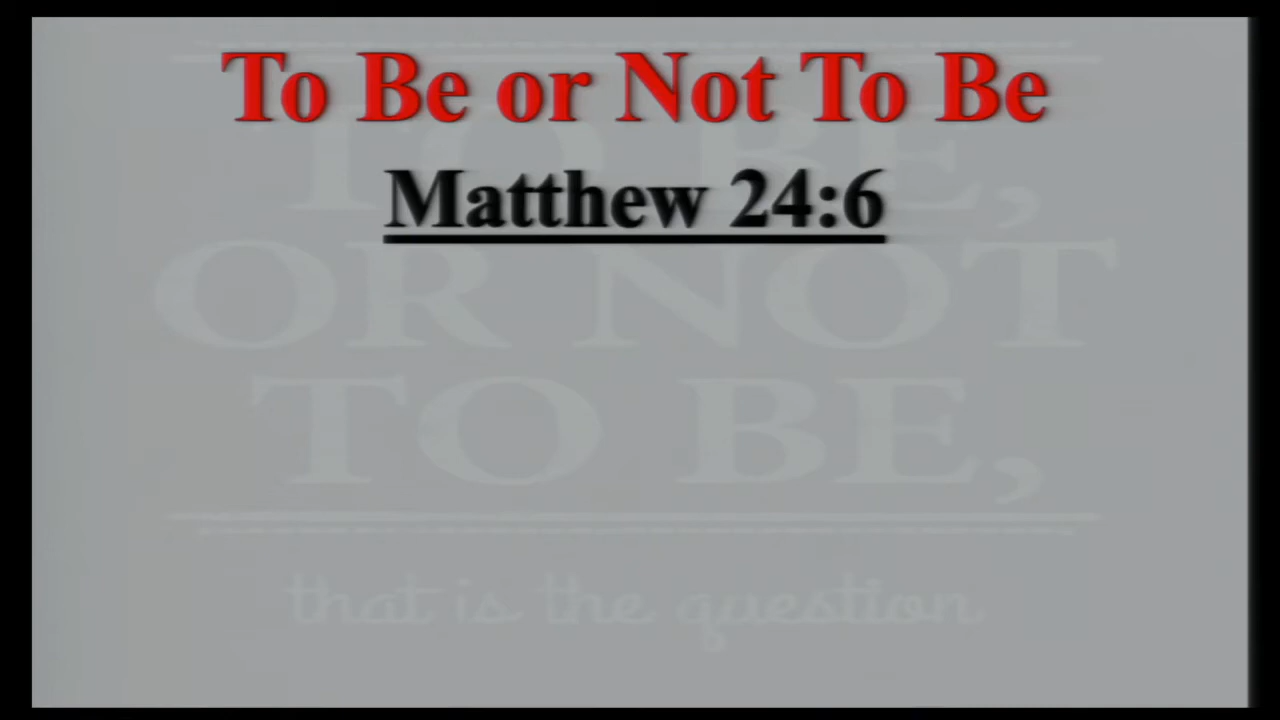 To Be or Not To Be
Matthew 24:6
TO BE,
OR NOT
TO BE,
that is the question